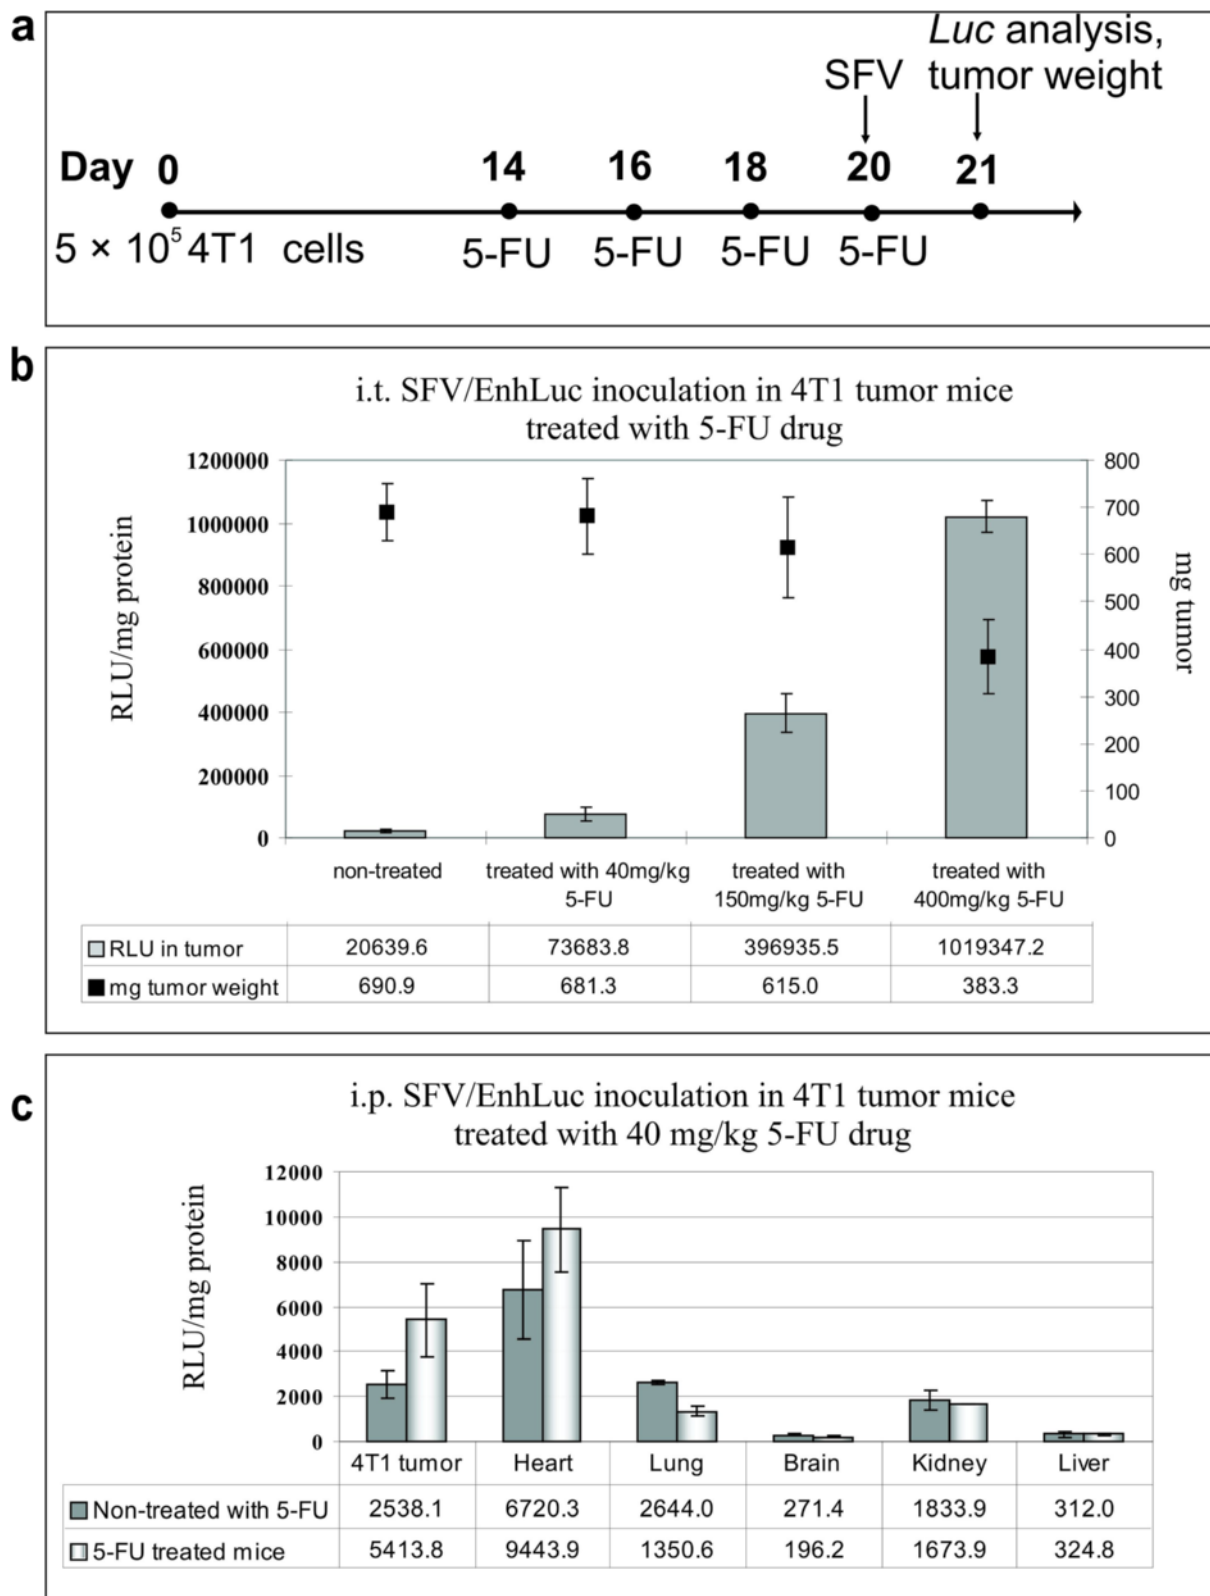 a
Luc analysis,
SFV tumor weight
Day 0 14 16 18 20 21
5 × 10⁵ 4T1 cells 5-FU 5-FU 5-FU 5-FU
b
i.t. SFV/EnhLuc inoculation in 4T1 tumor mice
treated with 5-FU drug
RLU/mg protein
1200000
1000000
800000
600000
400000
200000
0
800
700
600
500
400
300
200
100
0
mg tumor
non-treated
treated with 40mg/kg
5-FU
treated with
150mg/kg 5-FU
treated with
400mg/kg 5-FU
RLU in tumor 20639.6 73683.8 396935.5 1019347.2
mg tumor weight 690.9 681.3 615.0 383.3
c
i.p. SFV/EnhLuc inoculation in 4T1 tumor mice
treated with 40 mg/kg 5-FU drug
RLU/mg protein
12000
10000
8000
6000
4000
2000
0
4T1 tumor Heart Lung Brain Kidney Liver
Non-treated with 5-FU 2538.1 6720.3 2644.0 271.4 1833.9 312.0
5-FU treated mice 5413.8 9443.9 1350.6 196.2 1673.9 324.8